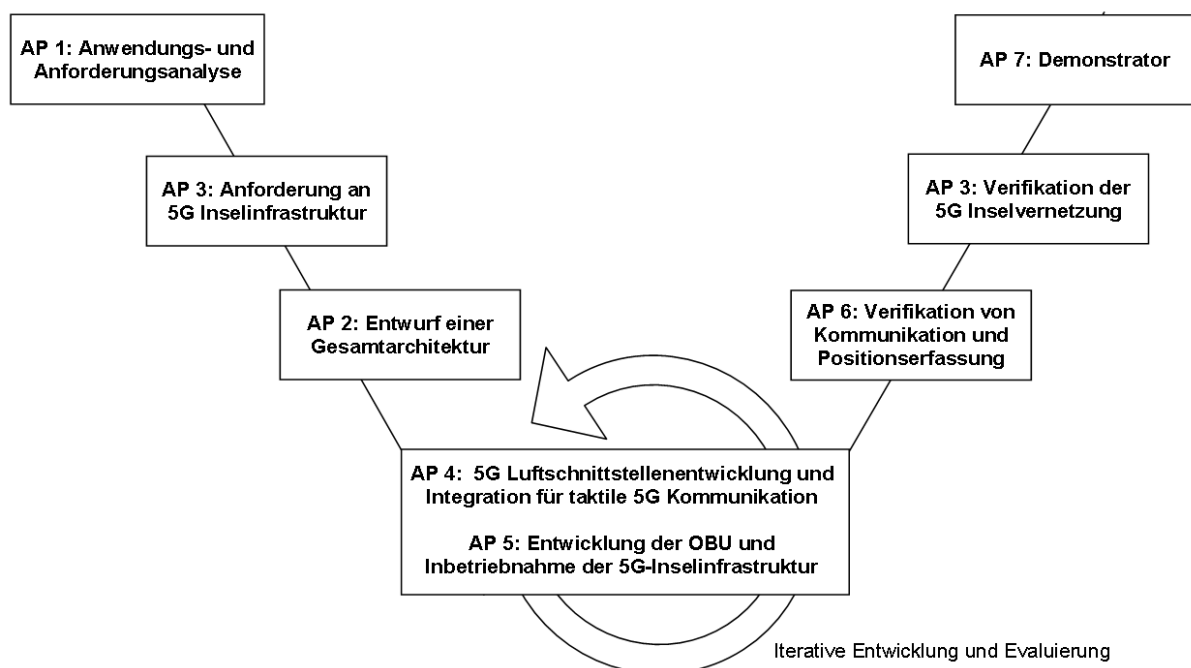 AP 1: Anwendungs- und
Anforderungsanalyse
AP 3: Anforderung an
5G Inselinfrastruktur
AP 2: Entwurf einer
Gesamtarchitektur
AP 4:  5G Luftschnittstellenentwicklung und
Integration für taktile 5G Kommunikation
AP 5: Entwicklung der OBU und
Inbetriebnahme der 5G-Inselinfrastruktur
AP 6: Verifikation von
Kommunikation und
Positionserfassung
AP 3: Verifikation der
5G Inselvernetzung
AP 7: Demonstrator
Iterative Entwicklung und Evaluierung